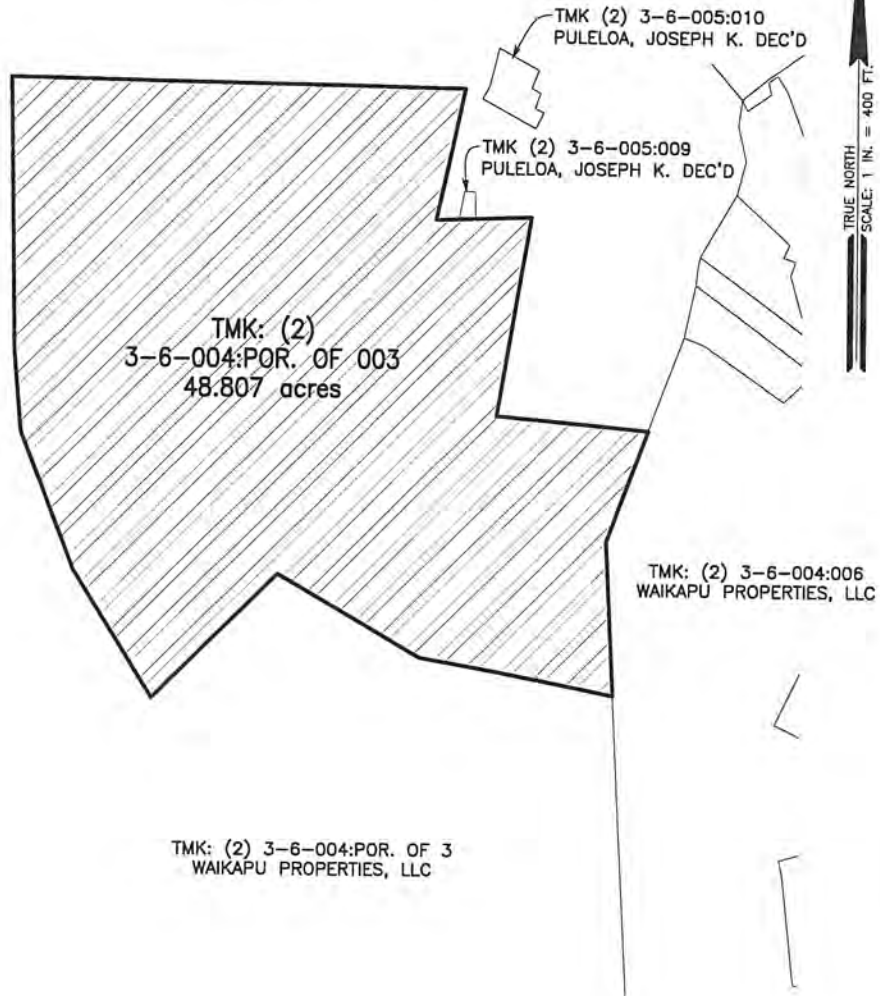 TMK (2) 3-6-005:010
PULELOA, JOSEPH K. DEC'D
TMK (2) 3-6-005:009
PULELOA, JOSEPH K. DEC'D
TRUE NORTH
SCALE: 1 IN. = 400 FT.
TMK: (2)
3-6-004:POR. OF 003
48.807 acres
TMK: (2) 3-6-004:006
WAIKAPU PROPERTIES, LLC
TMK: (2) 3-6-004:POR. OF 3
WAIKAPU PROPERTIES, LLC